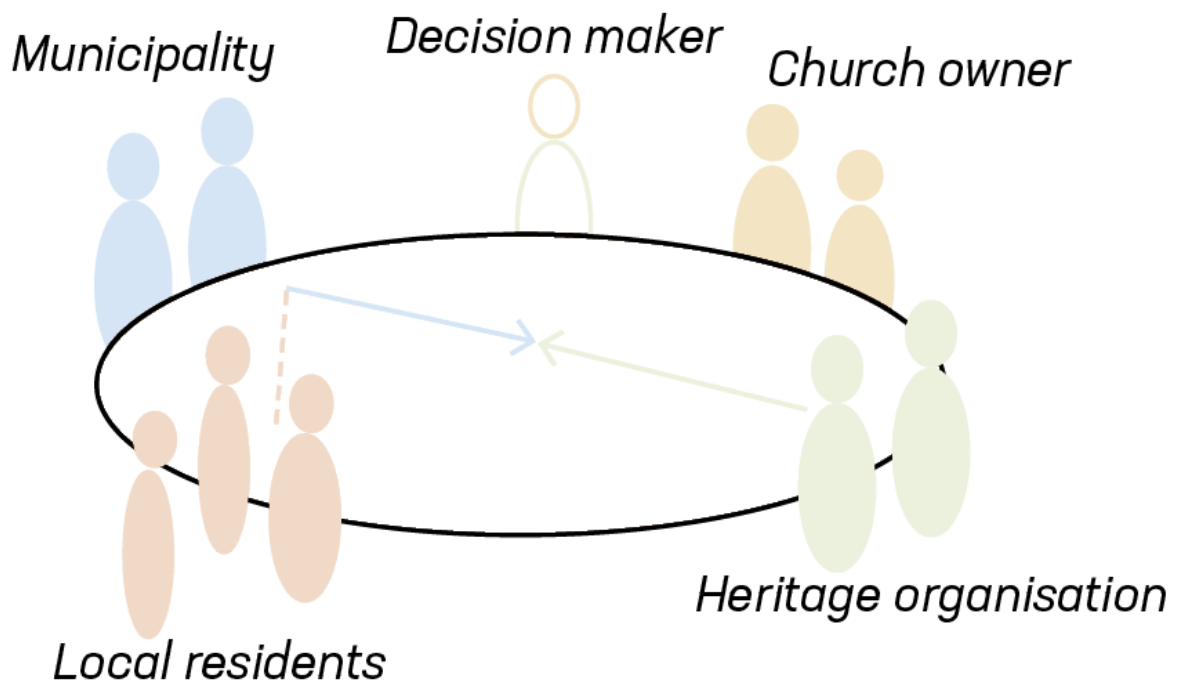 Municipality
Decision maker
Church owner
Heritage organisation
Local residents